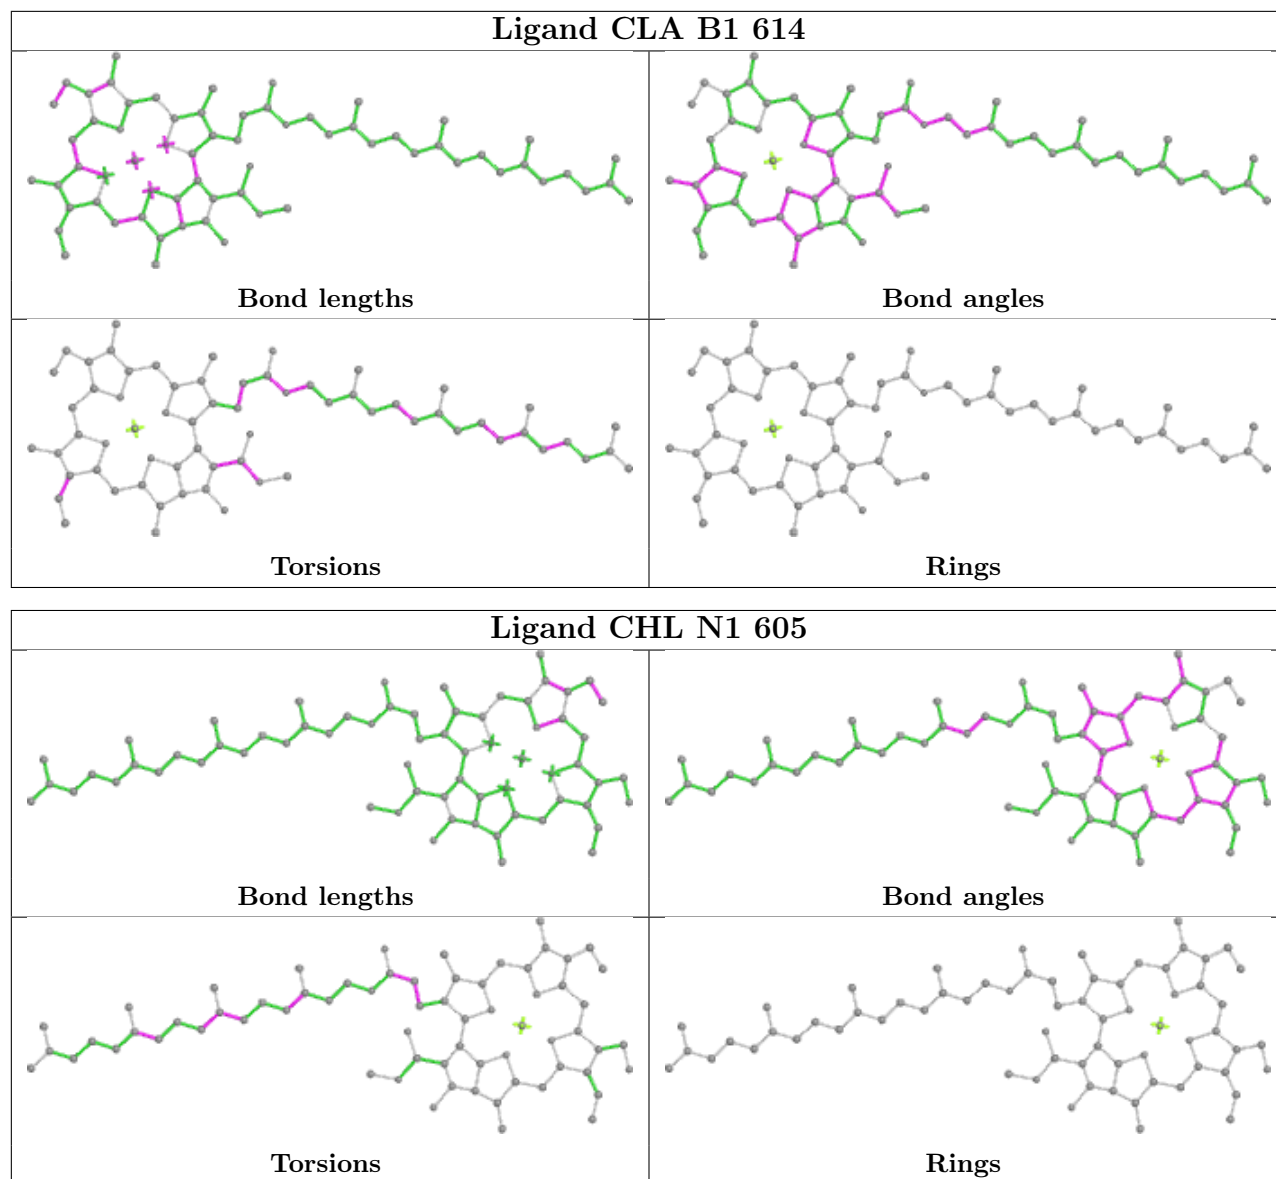 Ligand CLA B1 614
Bond lengths
Bond angles
Torsions
Rings
Ligand CHL N1 605
Bond lengths
Bond angles
Torsions
Rings